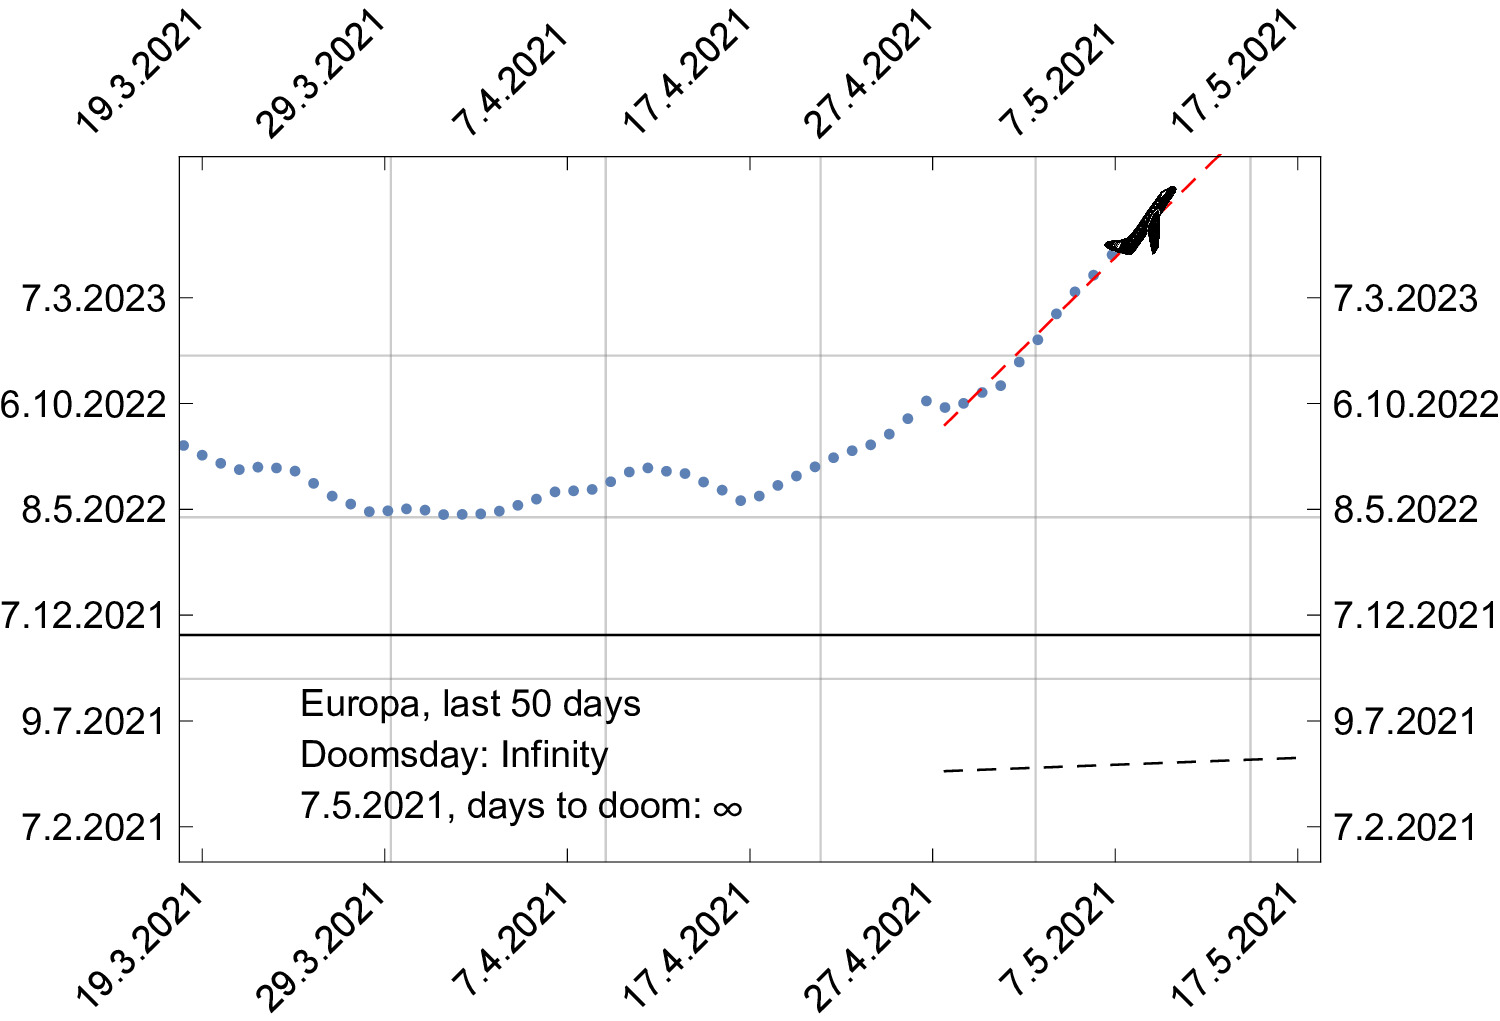 19.3.2021 29.3.2021 7.4.2021 17.4.2021 27.4.2021 7.5.2021 17.5.2021
7.3.2023 7.3.2023
6.10.2022 6.10.2022
8.5.2022 8.5.2022
7.12.2021 7.12.2021
Europa, last 50 days
9.7.2021 9.7.2021
Doomsday: Infinity
7.5.2021, days to doom: ∞
7.2.2021 7.2.2021
19.3.2021 29.3.2021 7.4.2021 17.4.2021 27.4.2021 7.5.2021 17.5.2021